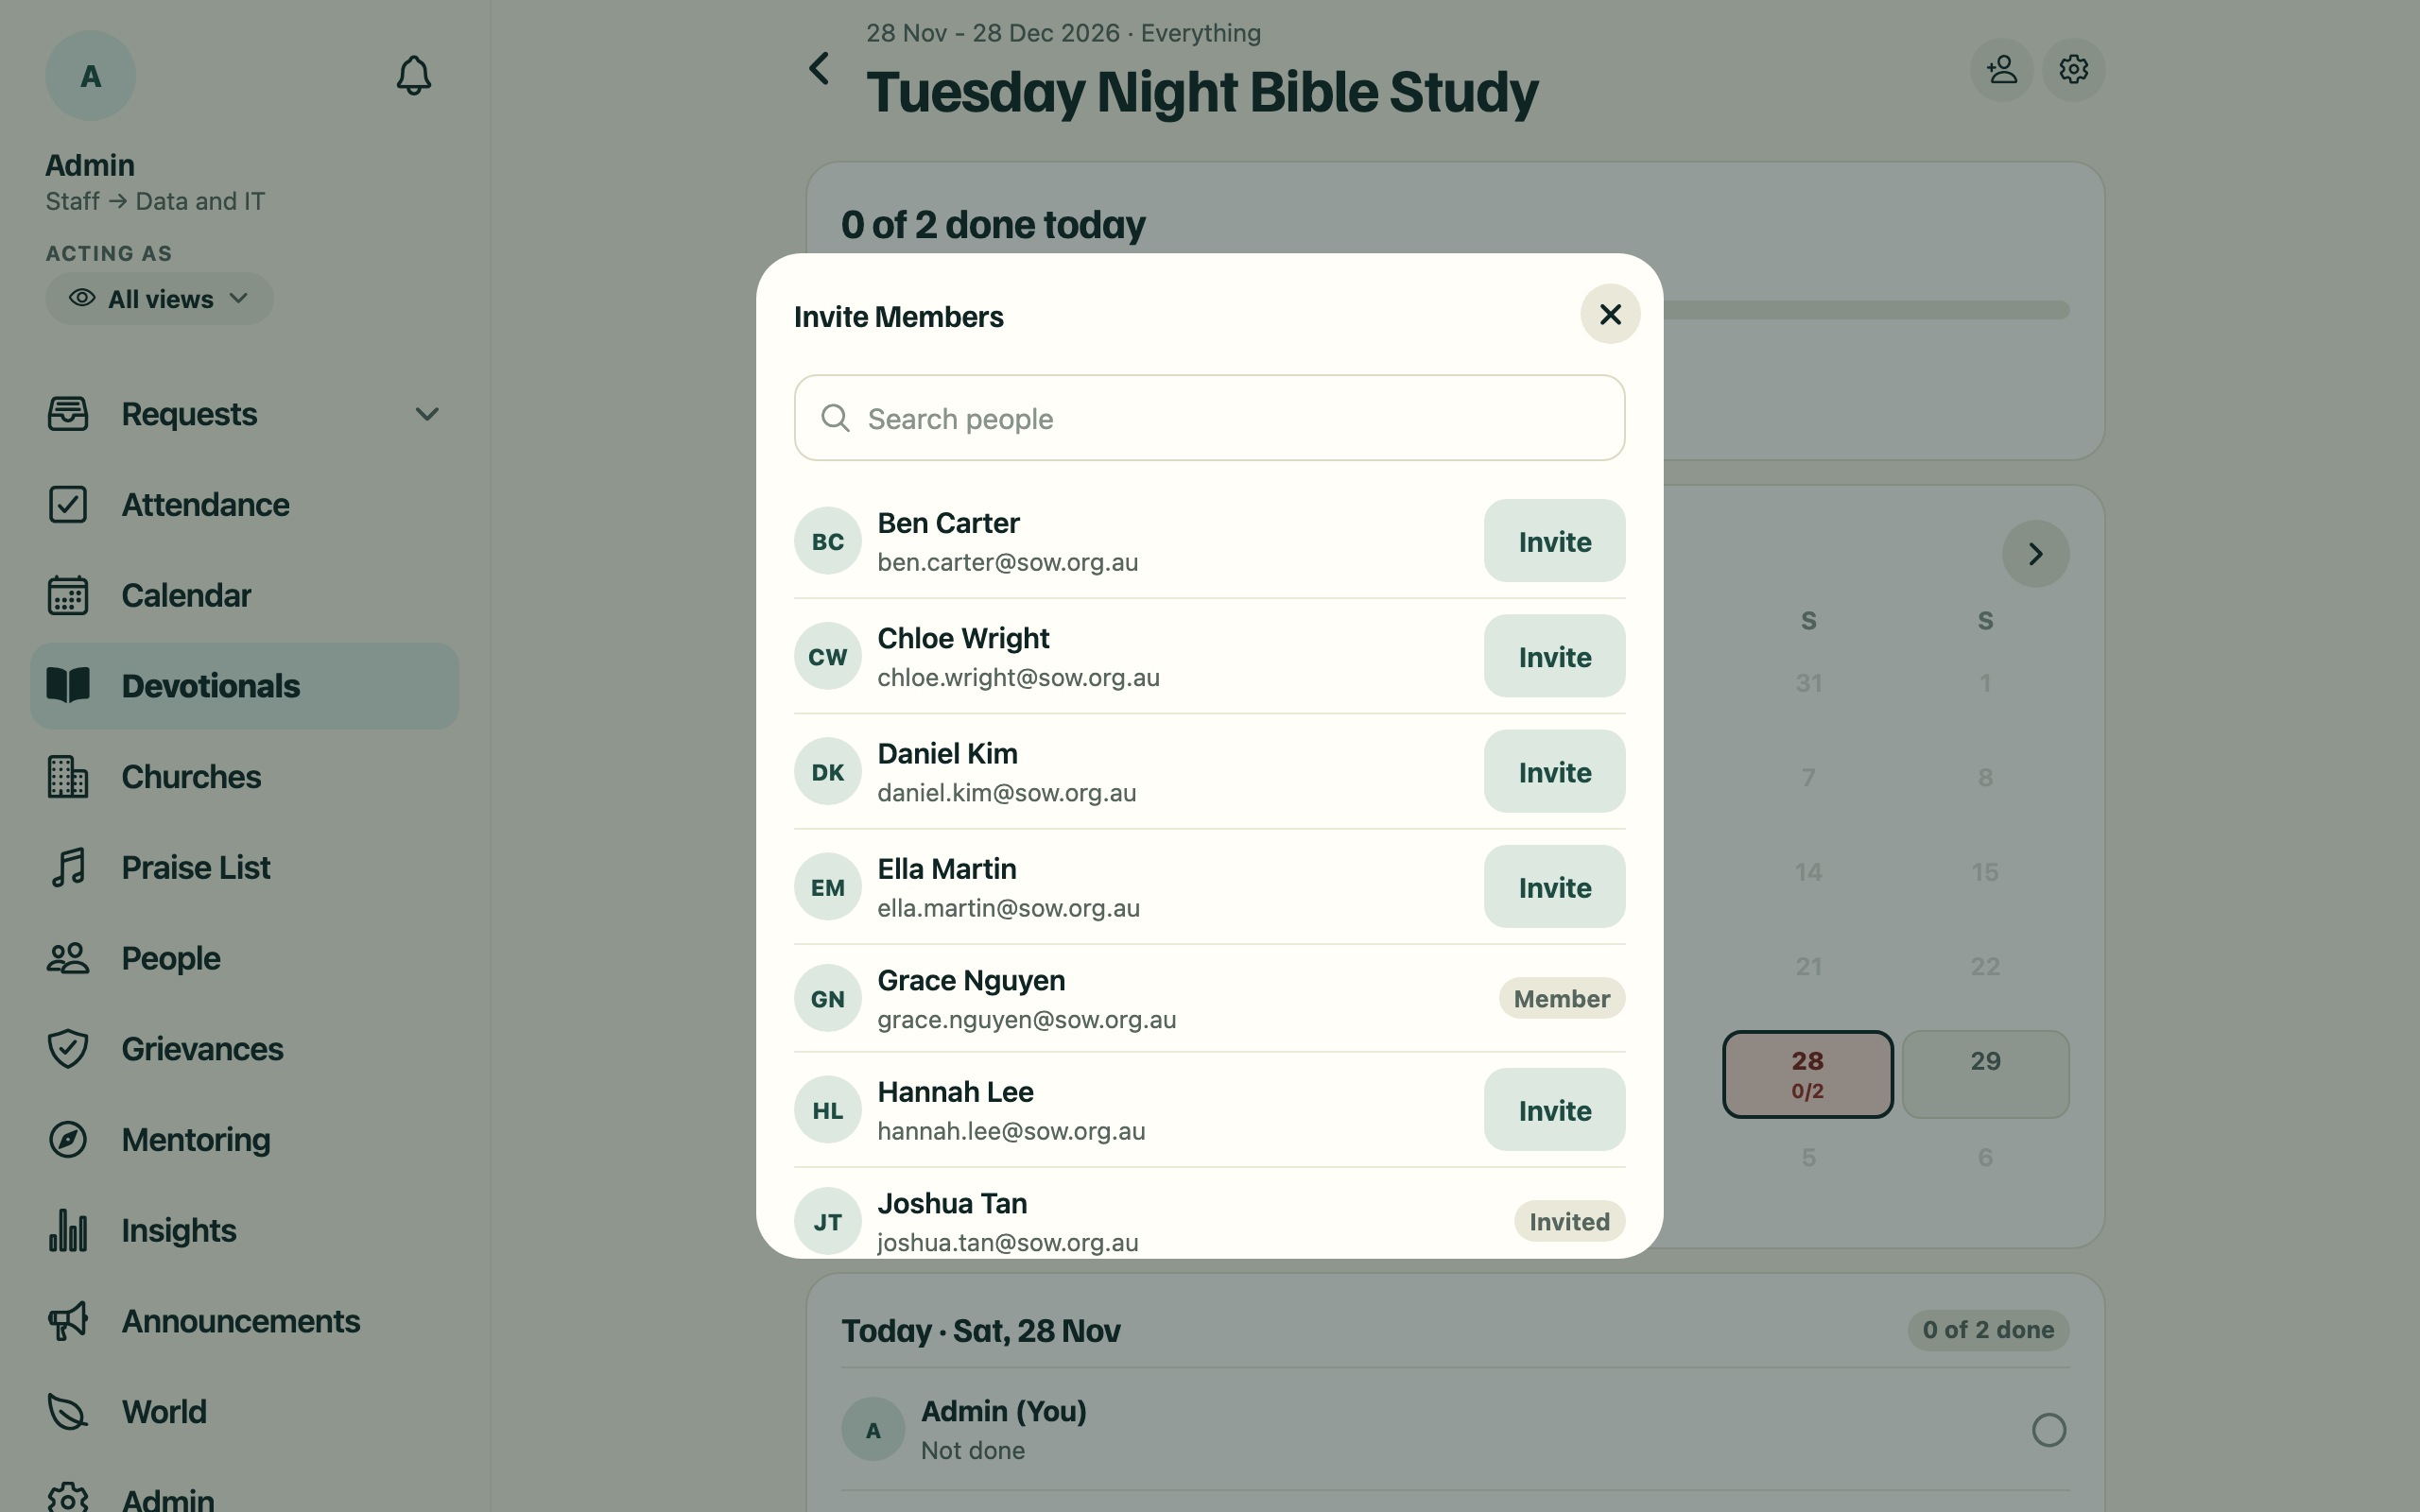 A
Admin
Staff → Data and IT
ACTING AS
All views
Requests
Attendance
Calendar
Devotionals
Churches
Praise List
People
Grievances
Mentoring
Insights
Announcements
World
Admin
28 Nov - 28 Dec 2026 · Everything
Tuesday Night Bible Study
0 of 2 done today
Invite Members
Search people
BC
Ben Carter
ben.carter@sow.org.au
Invite
CW
Chloe Wright
chloe.wright@sow.org.au
Invite
DK
Daniel Kim
daniel.kim@sow.org.au
Invite
EM
Ella Martin
ella.martin@sow.org.au
Invite
GN
Grace Nguyen
grace.nguyen@sow.org.au
Member
HL
Hannah Lee
hannah.lee@sow.org.au
Invite
JT
Joshua Tan
joshua.tan@sow.org.au
Invited
S S
31 1
7 8
14 15
21 22
28 29
0/2
5 6
Today · Sat, 28 Nov
0 of 2 done
A
Admin (You)
Not done